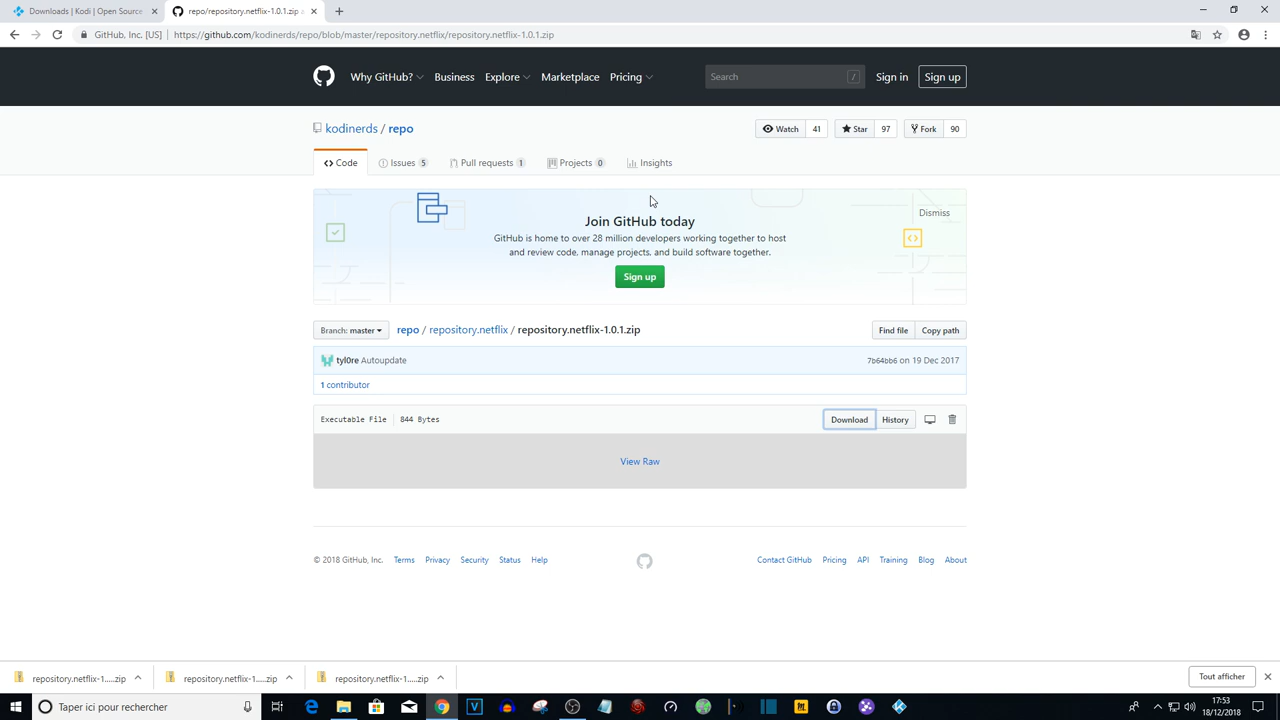 Downloads | Kodi | Open Source
repo/repository.netflix-1.0.1.zip
GitHub, Inc. [US]
https://github.com/kodinerds/repo/blob/master/repository.netflix/repository.netflix-1.0.1.zip
Why GitHub?
Business
Explore
Marketplace
Pricing
Search
/
Sign in
Sign up
kodinerds / repo
Watch 41
Star 97
Fork 90
Code
Issues 5
Pull requests 1
Projects 0
Insights
Join GitHub today
Dismiss
GitHub is home to over 28 million developers working together to host
and review code, manage projects, and build software together.
Sign up
Branch: master
repo / repository.netflix / repository.netflix-1.0.1.zip
Find file
Copy path
tyl0re Autoupdate
7b64bb6 on 19 Dec 2017
1 contributor
Executable File
844 Bytes
Download
History
View Raw
© 2018 GitHub, Inc.
Terms
Privacy
Security
Status
Help
Contact GitHub
Pricing
API
Training
Blog
About
repository.netflix-1.....zip
repository.netflix-1.....zip
repository.netflix-1.....zip
Tout afficher
Taper ici pour rechercher
17:53
18/12/2018